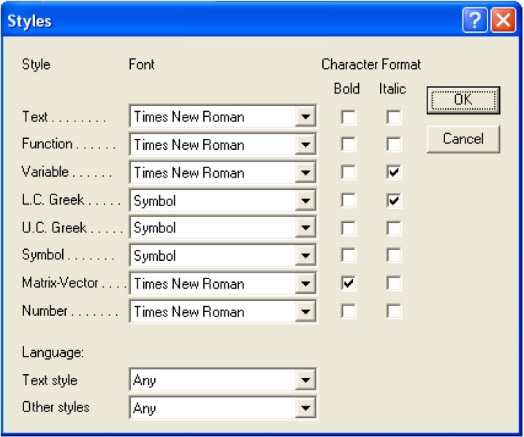 Styles
Style Font Character Format
Bold Italic
OK
Text . . . . . . . . Times New Roman
Function . . . . . . Times New Roman
Cancel
Variable . . . . . . Times New Roman
L.C. Greek . . . . . Symbol
U.C. Greek . . . . . Symbol
Symbol . . . . . . . Symbol
Matrix-Vector . . . . Times New Roman
Number . . . . . . . Times New Roman
Language:
Text style Any
Other styles Any